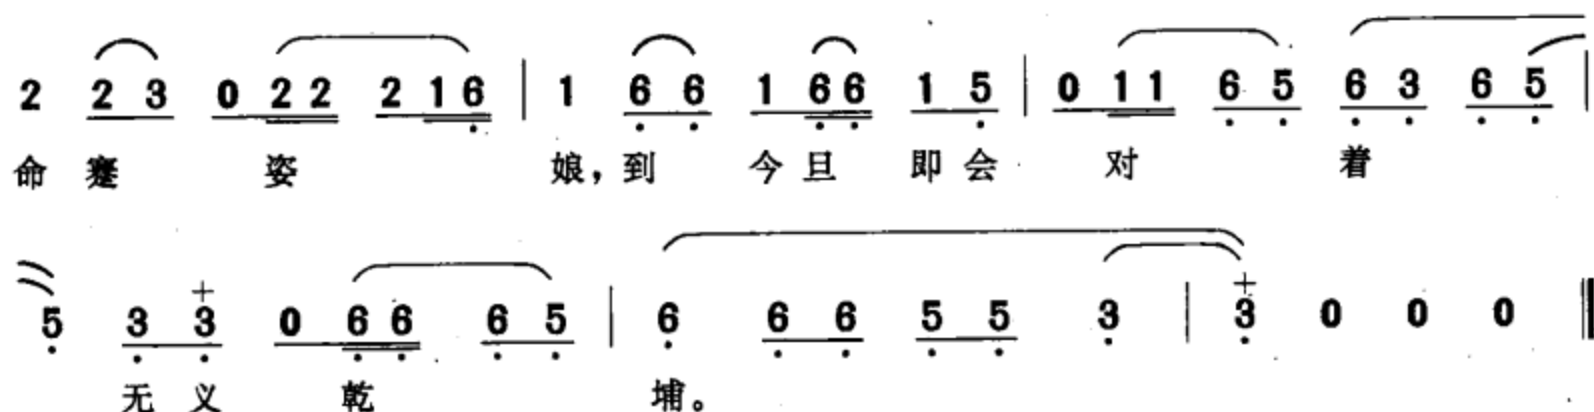 2 2 3 0 2 2 2 1 6 | 1 6 6 1 6 6 1 5 | 0 1 1 6 5 6 3 6 5 |
命 蹇 姿 娘，到 今 旦 即 会 对 着
5 3 3 0 6 6 6 5 | 6 6 6 5 5 3 | 3 0 0 0 ‖
无 义 乾 埔。